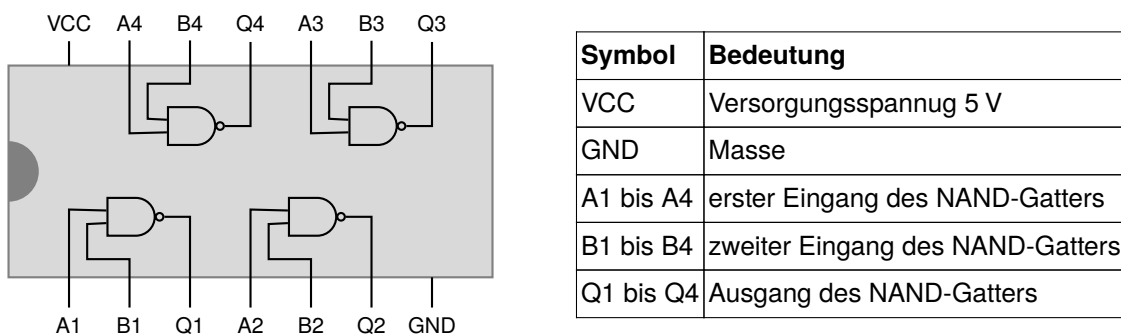 VCC A4 B4 Q4 A3 B3 Q3
A1 B1 Q1 A2 B2 Q2 GND
Symbol Bedeutung
VCC Versorgungsspannug 5 V
GND Masse
A1 bis A4 erster Eingang des NAND-Gatters
B1 bis B4 zweiter Eingang des NAND-Gatters
Q1 bis Q4 Ausgang des NAND-Gatters